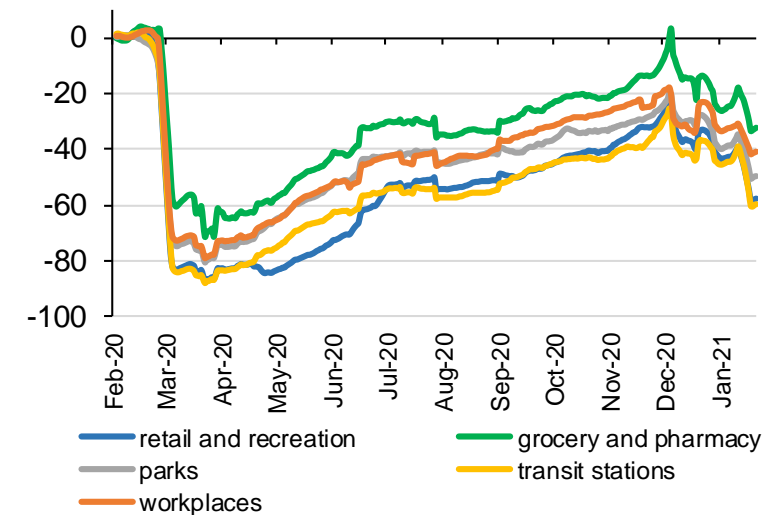 0
-20
-40
-60
-80
-100
Feb-20 Mar-20 Apr-20 May-20 Jun-20 Jul-20 Aug-20 Sep-20 Oct-20 Nov-20 Dec-20 Jan-21
retail and recreation grocery and pharmacy
parks transit stations
workplaces